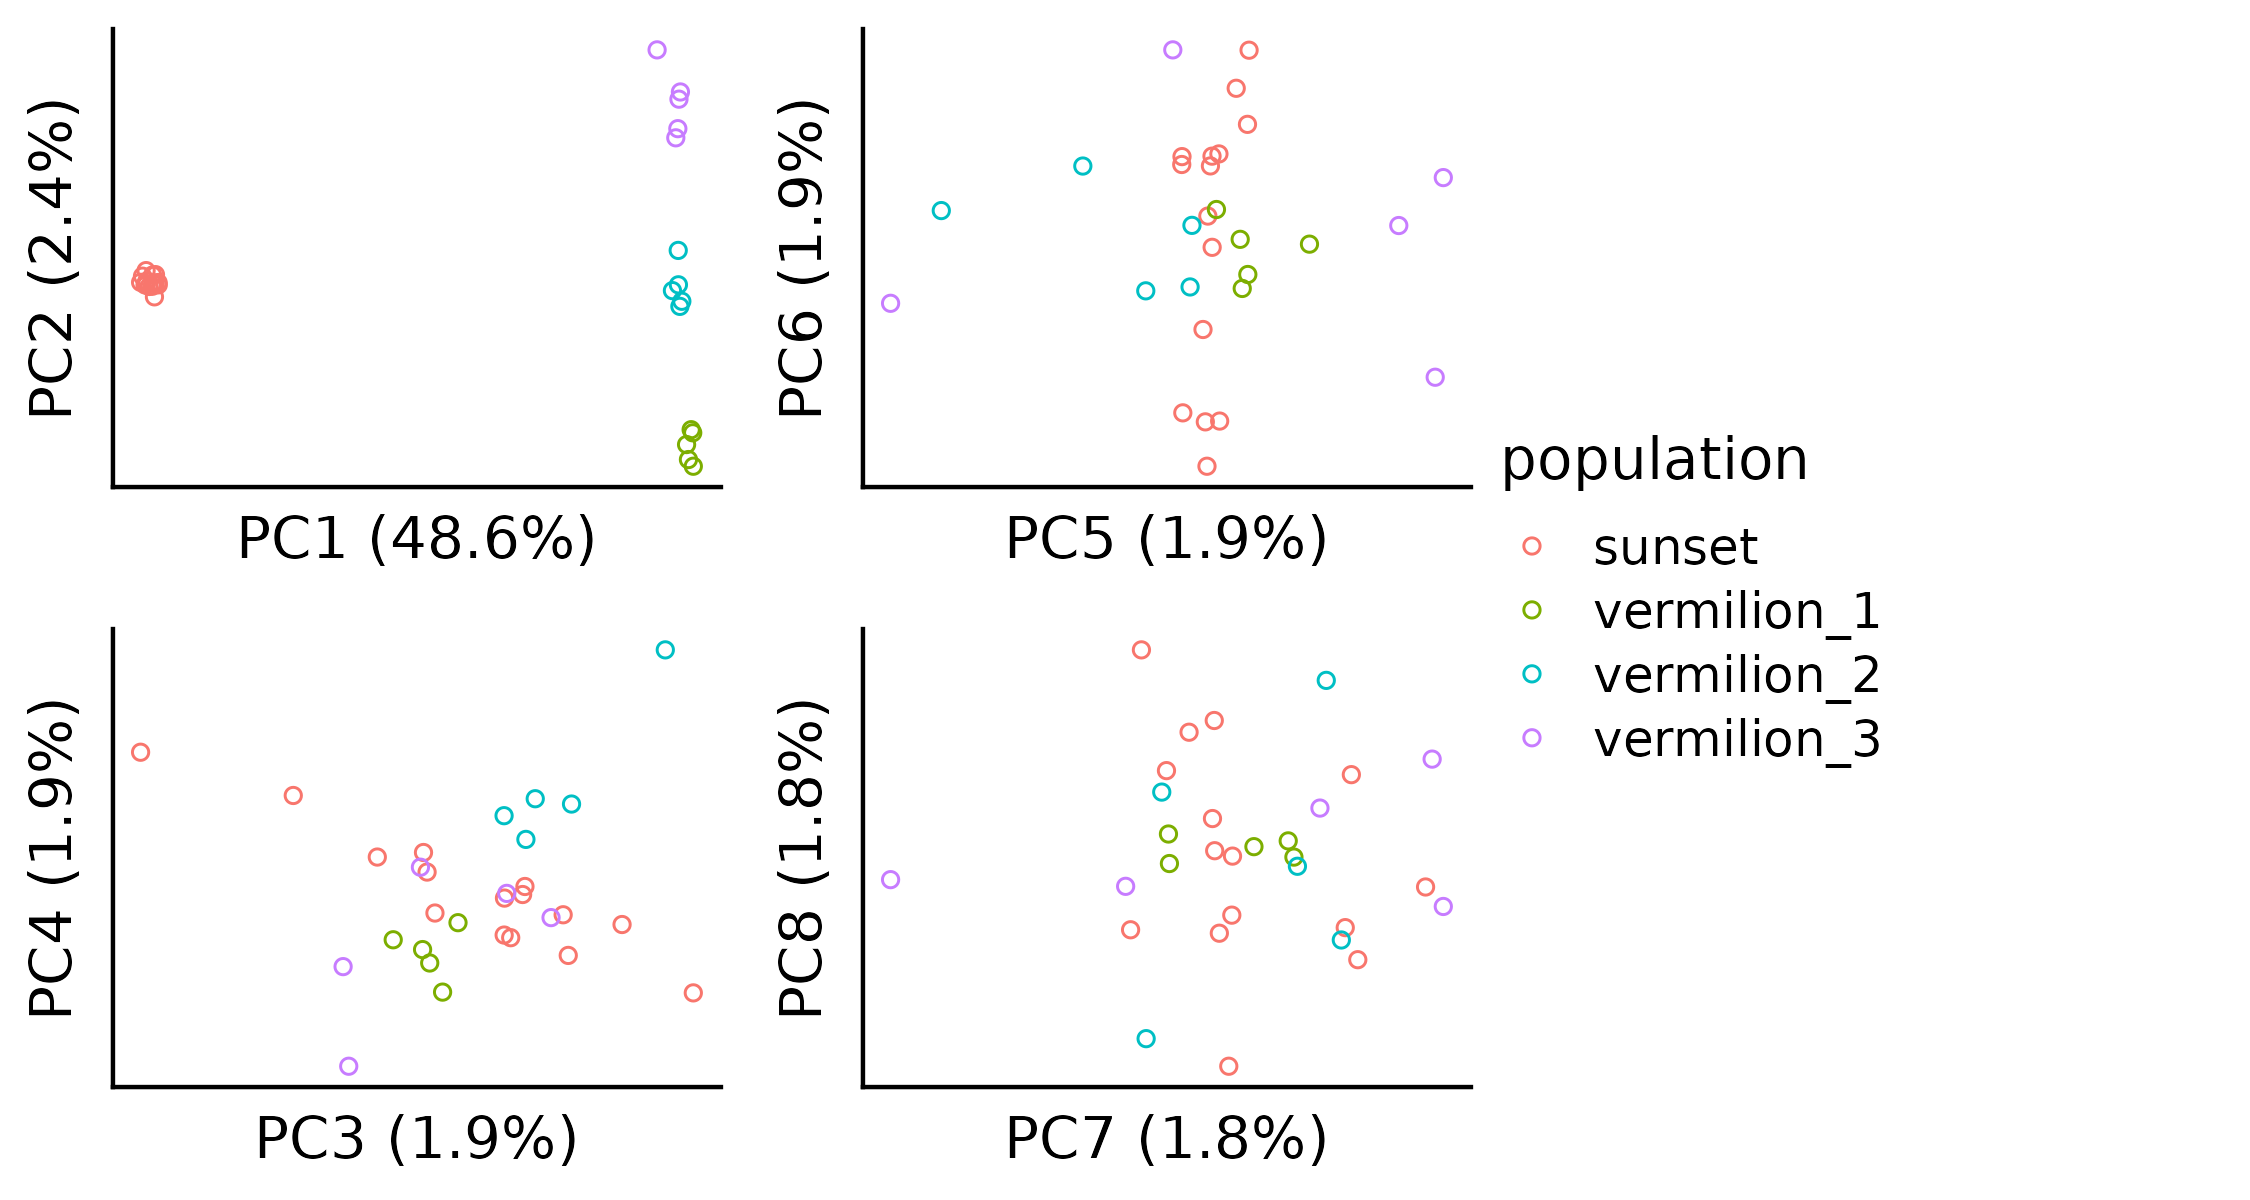 PC2 (2.4%)
PC1 (48.6%)
PC6 (1.9%)
PC5 (1.9%)
PC4 (1.9%)
PC3 (1.9%)
PC8 (1.8%)
PC7 (1.8%)
population
sunset
vermilion_1
vermilion_2
vermilion_3